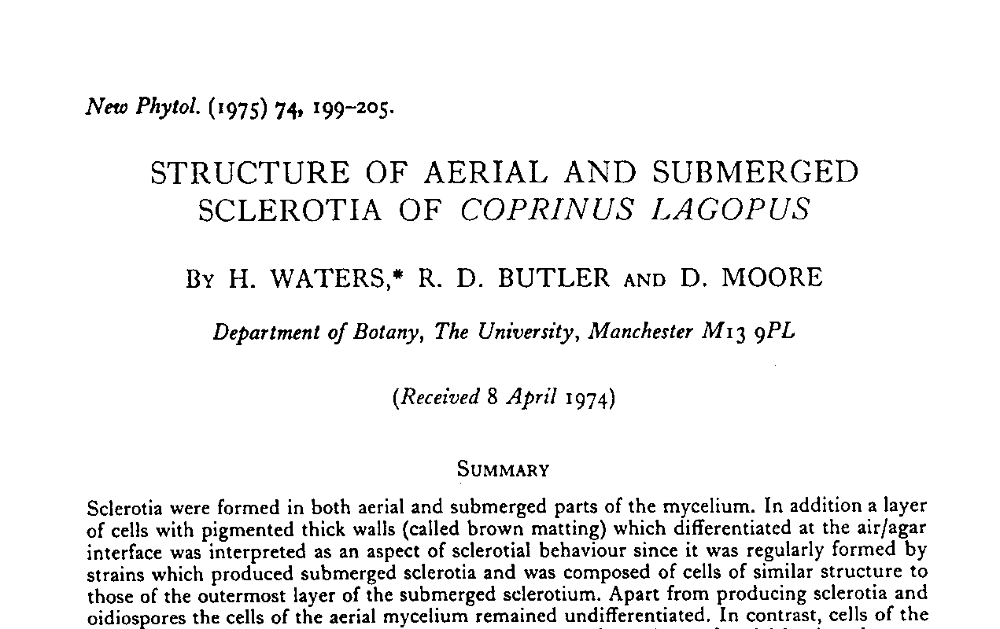 New Phytol. (1975) 74, 199–205.
STRUCTURE OF AERIAL AND SUBMERGED
SCLEROTIA OF COPRINUS LAGOPUS
By H. WATERS,* R. D. BUTLER AND D. MOORE
Department of Botany, The University, Manchester M13 9PL
(Received 8 April 1974)
SUMMARY
Sclerotia were formed in both aerial and submerged parts of the mycelium. In addition a layer
of cells with pigmented thick walls (called brown matting) which differentiated at the air/agar
interface was interpreted as an aspect of sclerotial behaviour since it was regularly formed by
strains which produced submerged sclerotia and was composed of cells of similar structure to
those of the outermost layer of the submerged sclerotium. Apart from producing sclerotia and
oidiospores the cells of the aerial mycelium remained undifferentiated. In contrast, cells of the